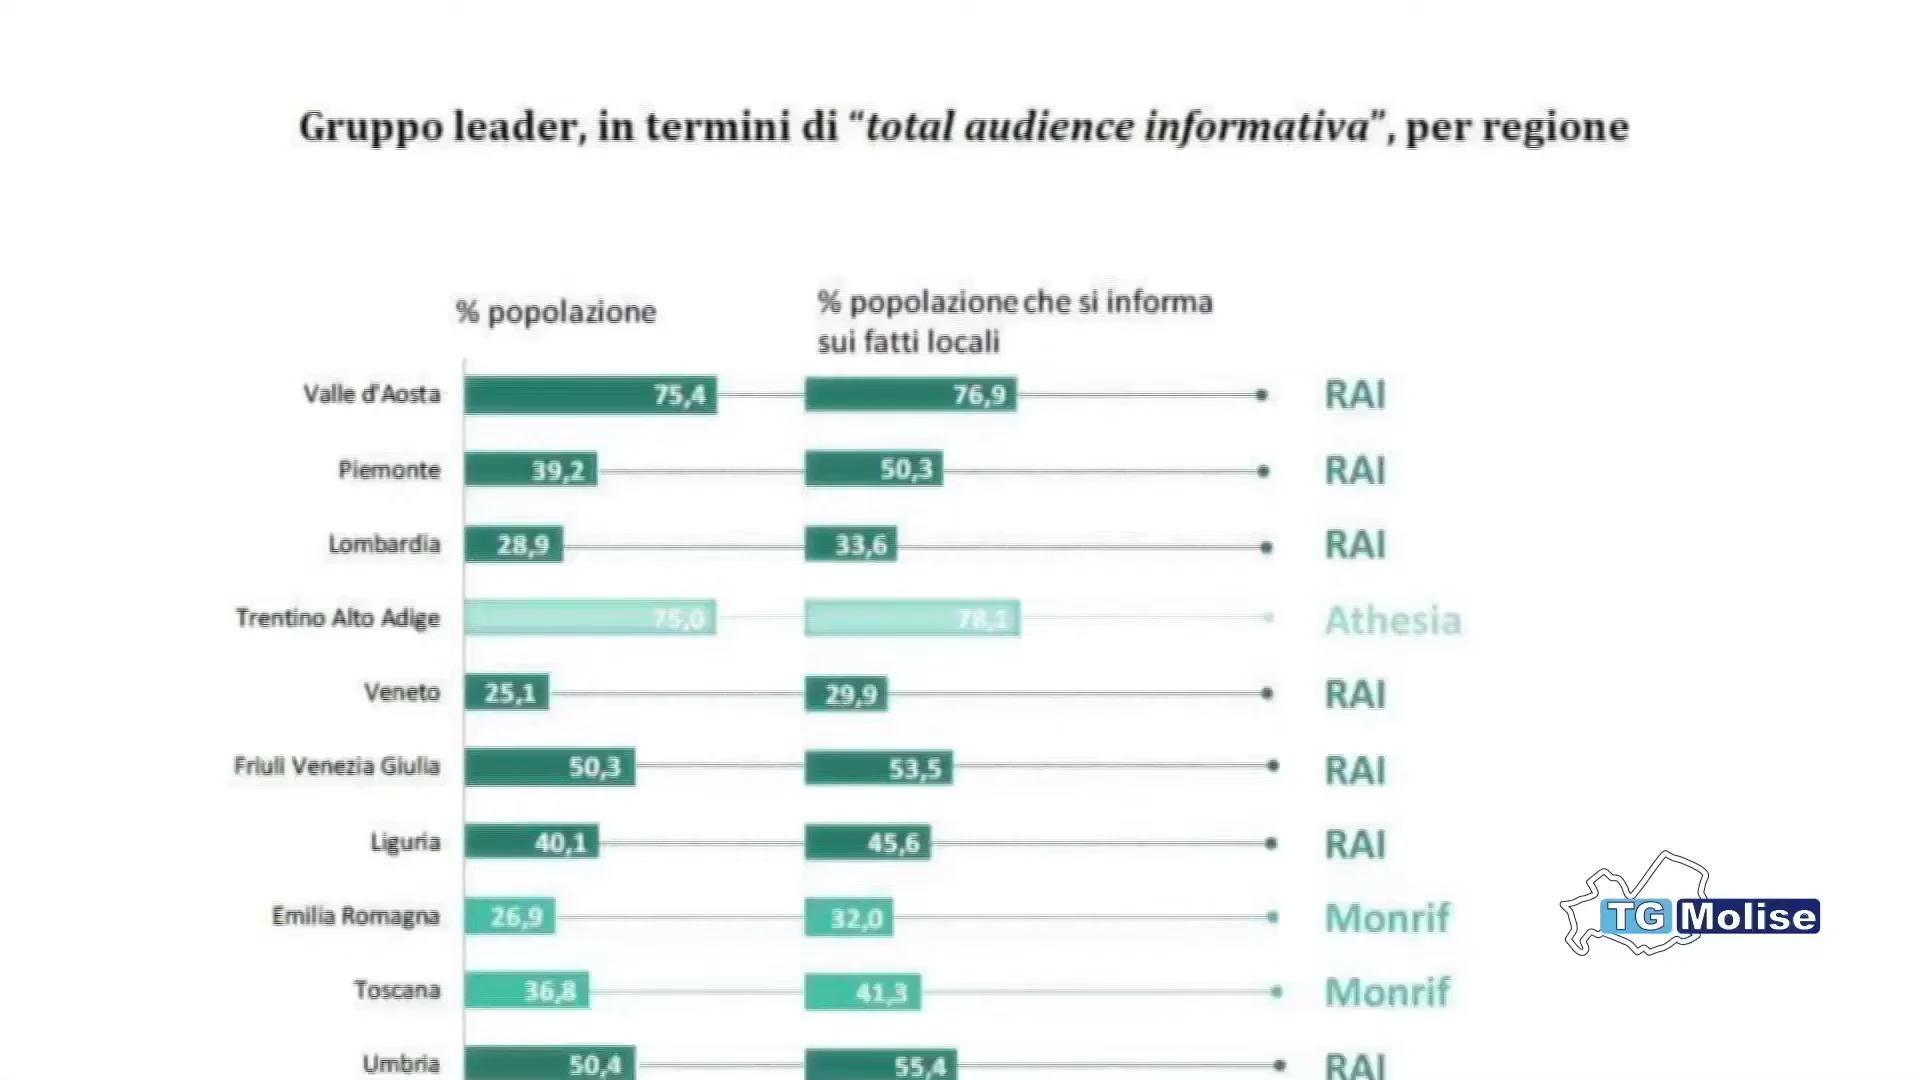 Gruppo leader, in termini di “total audience informativa”, per regione
% popolazione
% popolazione che si informa
sui fatti locali
Valle d'Aosta 75,4 76,9 RAI
Piemonte 39,2 50,3 RAI
Lombardia 28,9 33,6 RAI
Trentino Alto Adige 75,0 78,1 Athesia
Veneto 25,1 29,9 RAI
Friuli Venezia Giulia 50,3 53,5 RAI
Liguria 40,1 45,6 RAI
Emilia Romagna 26,9 32,0 Monrif
Toscana 36,8 41,3 Monrif
Umbria 50,4 55,4 RAI
TG Molise